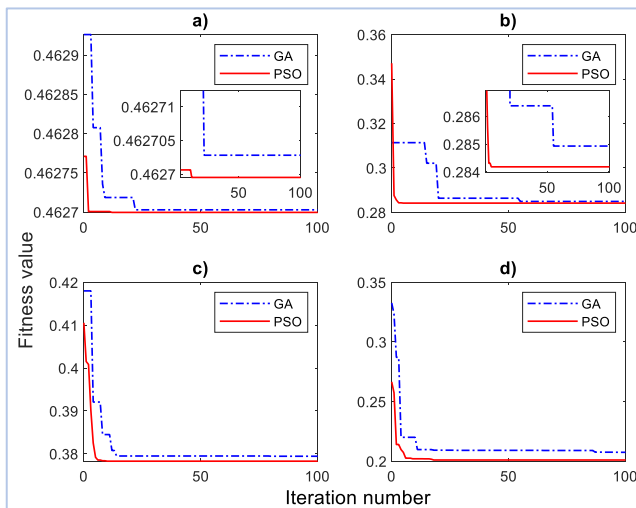 a)
0.4629
0.46285
0.4628
0.46275
0.4627
0
50
100
GA
PSO
0.46271
0.462705
0.4627
50
100
b)
0.36
0.34
0.32
0.3
0.28
0
50
100
GA
PSO
0.286
0.285
0.284
50
100
c)
0.42
0.41
0.4
0.39
0.38
0
50
100
GA
PSO
d)
0.35
0.3
0.25
0.2
0
50
100
GA
PSO
Fitness value
Iteration number